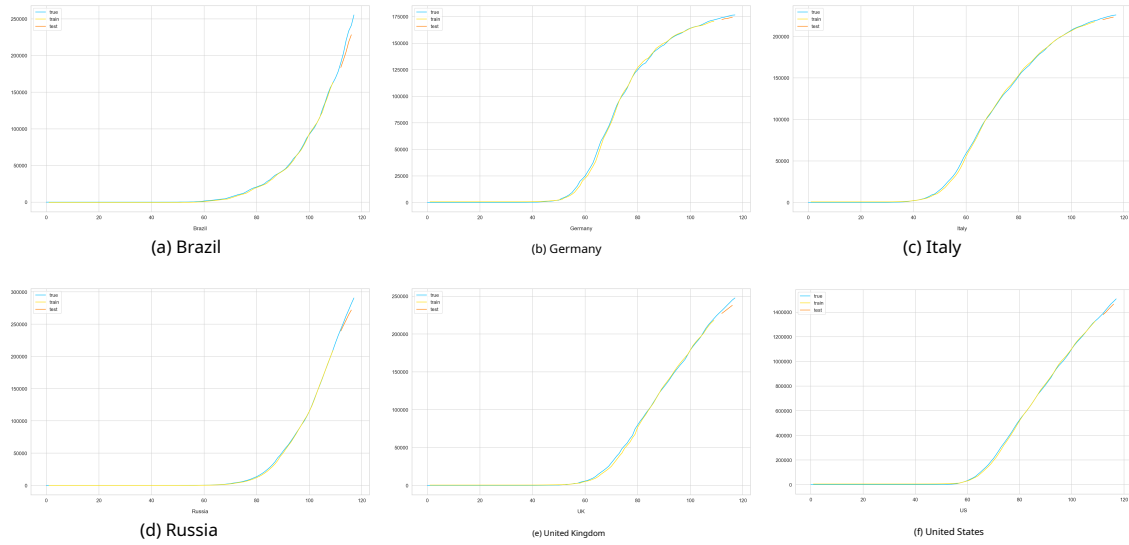 true
train
test
250000
200000
150000
100000
50000
0
0 20 40 60 80 100 120
Brazil
(a) Brazil
true
train
test
175000
150000
125000
100000
75000
50000
25000
0
0 20 40 60 80 100 120
Germany
(b) Germany
true
train
test
200000
150000
100000
50000
0
0 20 40 60 80 100 120
Italy
(c) Italy
true
train
test
300000
250000
200000
150000
100000
50000
0
0 20 40 60 80 100 120
Russia
(d) Russia
true
train
test
250000
200000
150000
100000
50000
0
0 20 40 60 80 100 120
UK
(e) United Kingdom
true
train
test
1400000
1200000
1000000
800000
600000
400000
200000
0
0 20 40 60 80 100 120
US
(f) United States